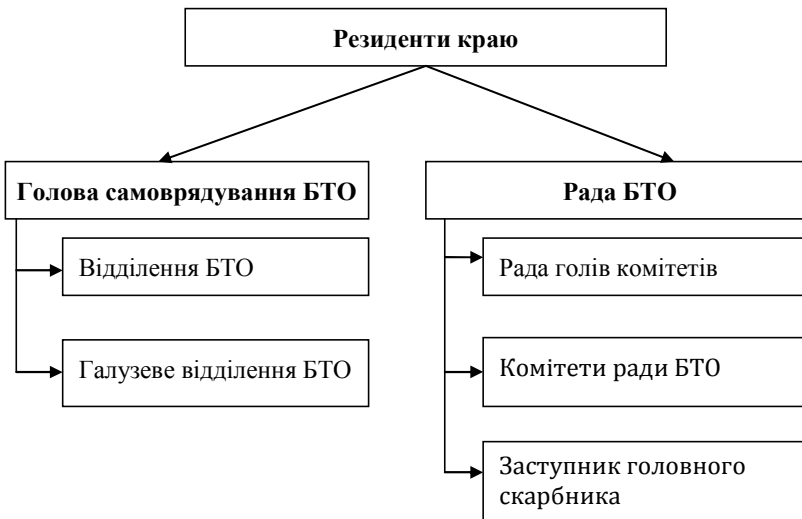 Резиденти краю
Голова самоврядування БТО
Відділення БТО
Галузеве відділення БТО
Рада БТО
Рада голів комітетів
Комітети ради БТО
Заступник головного
скарбника